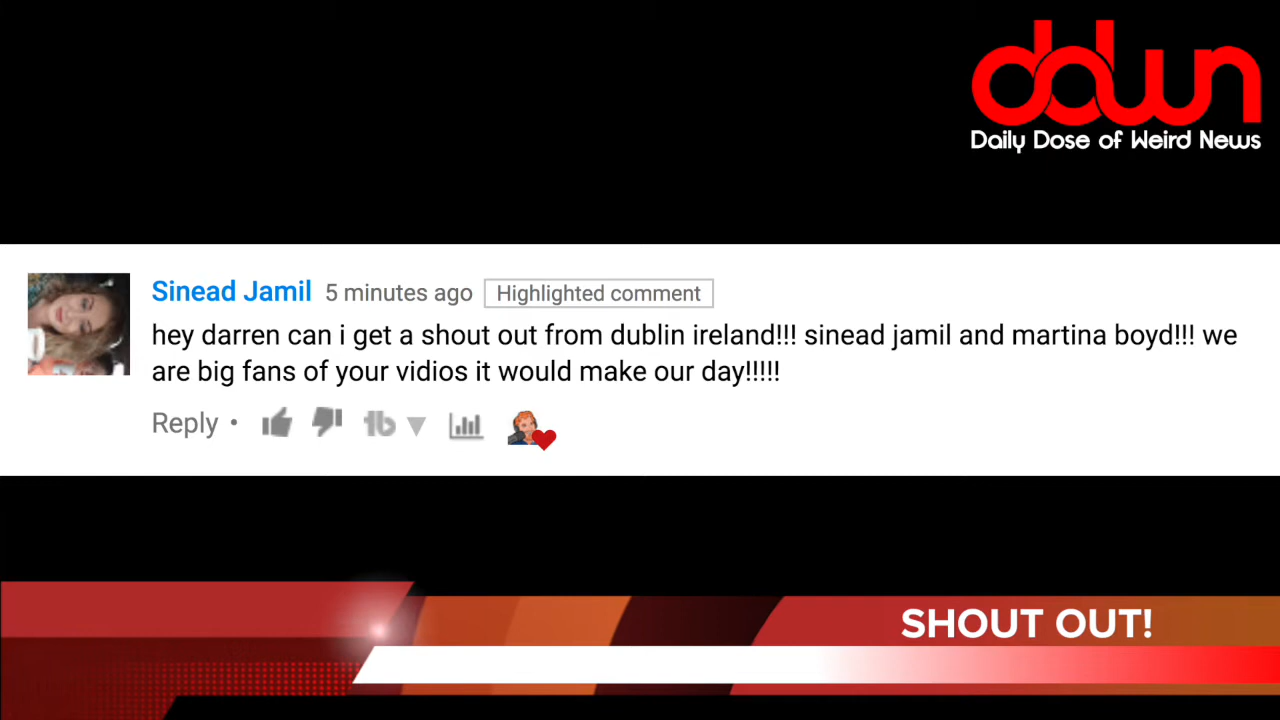 ddwn
Daily Dose of Weird News
Sinead Jamil 5 minutes ago Highlighted comment
hey darren can i get a shout out from dublin ireland!!! sinead jamil and martina boyd!!! we
are big fans of your vidios it would make our day!!!!!
Reply •
SHOUT OUT!